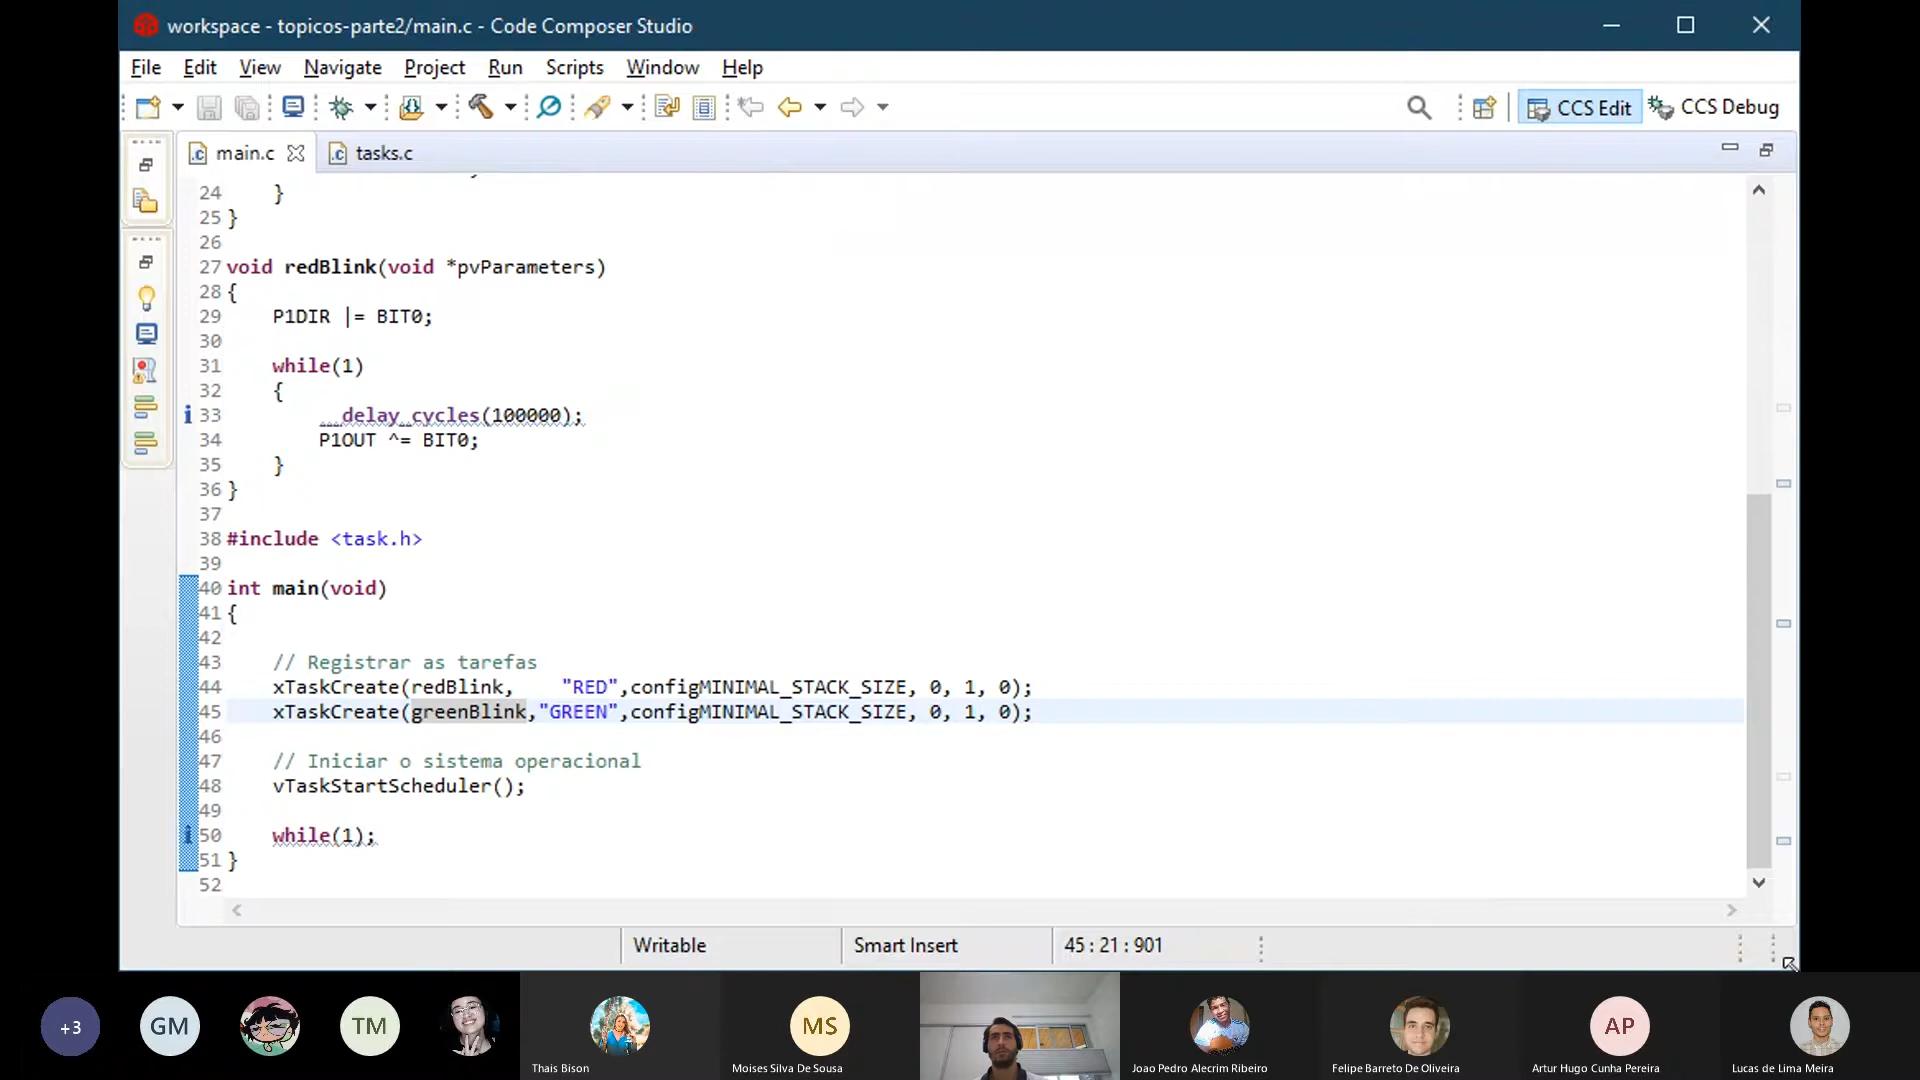 workspace - topicos-parte2/main.c - Code Composer Studio
File Edit View Navigate Project Run Scripts Window Help
CCS Edit CCS Debug
main.c tasks.c
24 }
25 }
26
27 void redBlink(void *pvParameters)
28 {
29 P1DIR |= BIT0;
30
31 while(1)
32 {
33 __delay_cycles(100000);
34 P1OUT ^= BIT0;
35 }
36 }
37
38 #include <task.h>
39
40 int main(void)
41 {
42
43 // Registrar as tarefas
44 xTaskCreate(redBlink, "RED",configMINIMAL_STACK_SIZE, 0, 1, 0);
45 xTaskCreate(greenBlink,"GREEN",configMINIMAL_STACK_SIZE, 0, 1, 0);
46
47 // Iniciar o sistema operacional
48 vTaskStartScheduler();
49
50 while(1);
51 }
52
Writable Smart Insert 45 : 21 : 901
+3 GM TM MS AP
Thais Bison Moises Silva De Sousa Joao Pedro Alecrim Ribeiro Felipe Barreto De Oliveira Artur Hugo Cunha Pereira Lucas de Lima Meira